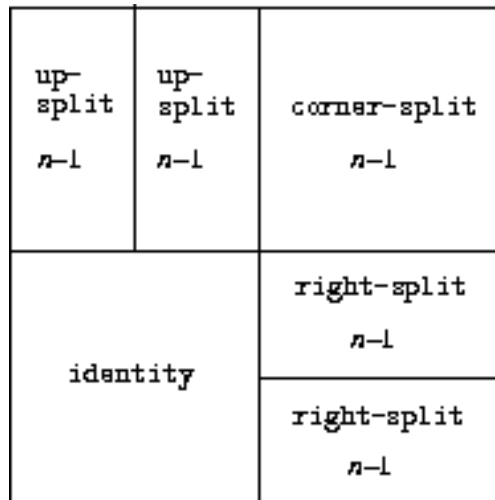 up-
split
n-1
up-
split
n-1
corner-split
n-1
identity
right-split
n-1
right-split
n-1